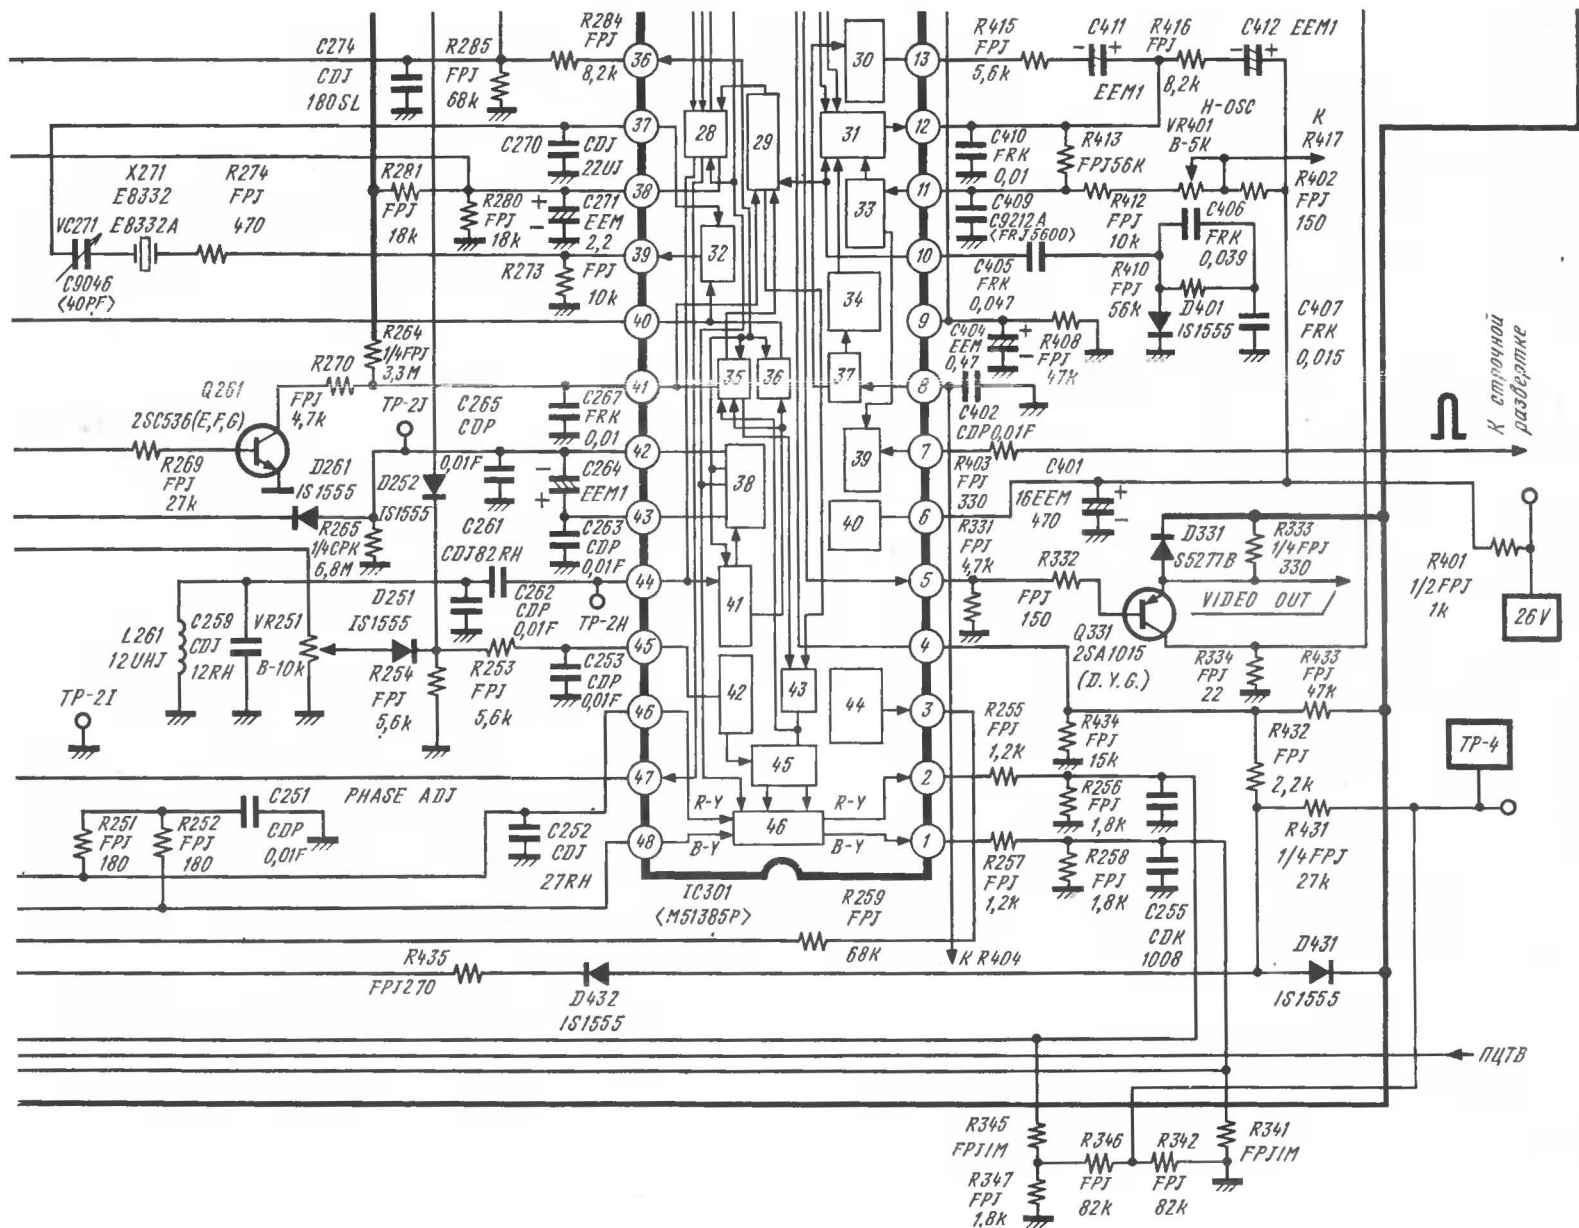 C274
CDJ
180SL
R285
FPJ
68k
R284
FPJ
8,2k
36
37
38
39
40
41
42
43
44
45
46
47
48
28
29
30
31
32
33
34
35
36
37
38
39
40
41
42
43
44
45
46
13
12
11
10
9
8
7
6
5
4
3
2
1
R415
FPJ
5,6k
C411
- +
EEM1
R416
FPJ
8,2k
C412 EEM1
- +
H-OSC
VR401
B-5k
К
R417
C270
CDJ
22UJ
C410
FRK
0,01
R413
FPJ56K
X271
E8332
E8332A
VC271
C9046
<40PF>
R274
FPJ
470
R281
FPJ
18k
R280
FPJ
18k
C271
EEM
2,2
+
-
R273
FPJ
10k
C409
C9212A
<FRJ5600>
R412
FPJ
10k
R402
FPJ
150
C406
FRK
0,039
C405
FRK
0,047
R410
FPJ
56K
D401
IS1555
C407
FRK
0,015
C404
EEM
0,47
+
-
R408
FPJ
47K
К строчной
развертке
R264
1/4FPJ
3,3M
R270
FPJ
4,7k
Q261
2SC536(E,F,G)
TP-2J
C265
CDP
0,01F
C267
FRK
0,01
C402
CDP0,01F
R269
FPJ
27k
D261
IS1555
D252
IS1555
C264
EEM1
-
+
R403
FPJ
330
C401
16EEM
470
+
-
R265
1/4CPK
6,8M
C261
CDJ82RH
C263
CDP
0,01F
R331
FPJ
4,7k
R332
FPJ
150
D331
S5277B
R333
1/4FPJ
330
R401
1/2FPJ
1k
26V
VIDEO OUT
L261
12UHJ
C259
CDJ
12RH
VR251
B-10k
D251
IS1555
C262
CDP
0,01F
TP-2H
Q331
2SA1015
(D.Y.G.)
R334
FPJ
22
R433
FPJ
47K
R254
FPJ
5,6k
R253
FPJ
5,6k
C253
CDP
0,01F
TP-2I
R255
FPJ
1,2k
R434
FPJ
15k
R432
FPJ
2,2k
TP-4
PHASE ADJ
R-Y
R-Y
B-Y
B-Y
R251
FPJ
180
R252
FPJ
180
C251
CDP
0,01F
C252
CDJ
27RH
R256
FPJ
1,8k
R431
1/4FPJ
27k
R257
FPJ
1,2K
R258
FPJ
1,8K
C255
CDK
1008
IC301
<M51385P>
R259
FPJ
68K
К R404
R435
FPJ270
D432
IS1555
D431
IS1555
ПЦТВ
R345
FPJ1M
R346
FPJ
82k
R342
FPJ
82k
R341
FPJ1M
R347
FPJ
1,8k